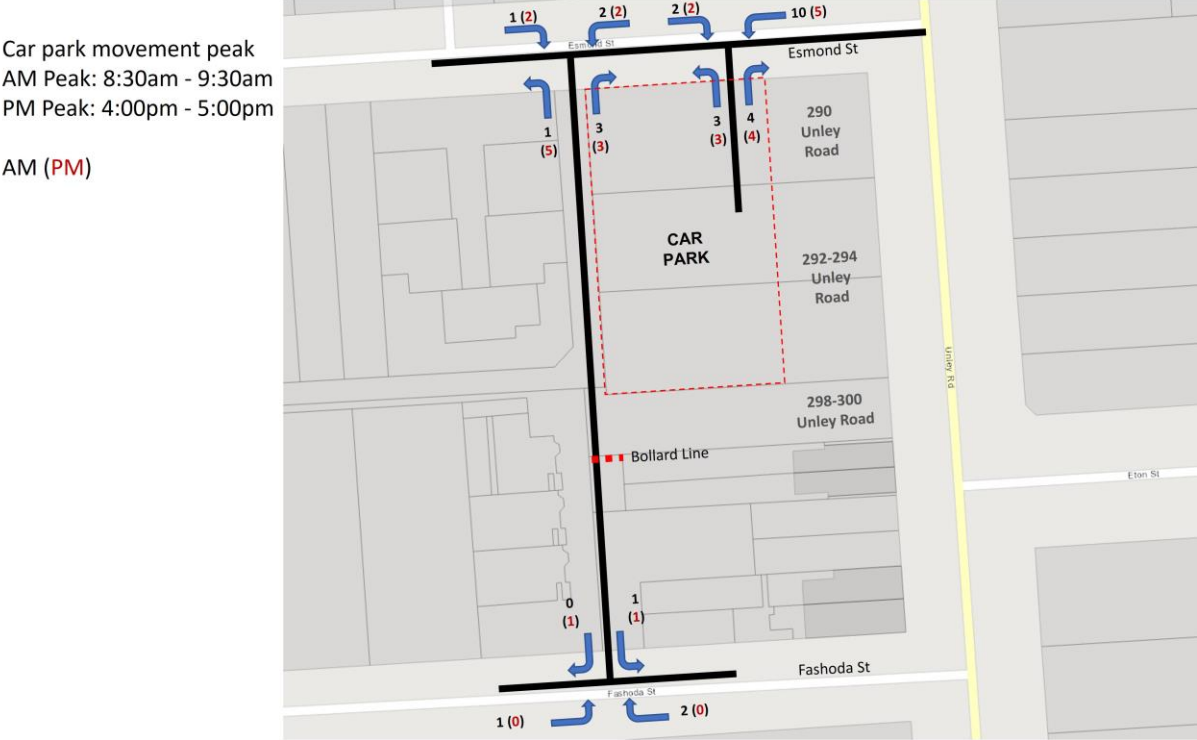 Car park movement peak
AM Peak: 8:30am - 9:30am
PM Peak: 4:00pm - 5:00pm
AM (PM)
1 (2)
2 (2)
2 (2)
10 (5)
Esmond St
Esmond St
1
(5)
3
(3)
3
(3)
4
(4)
290
Unley
Road
CAR
PARK
292-294
Unley
Road
Unley Rd
298-300
Unley Road
Bollard Line
Eton St
0
(1)
1
(1)
Fashoda St
Fashoda St
1 (0)
2 (0)